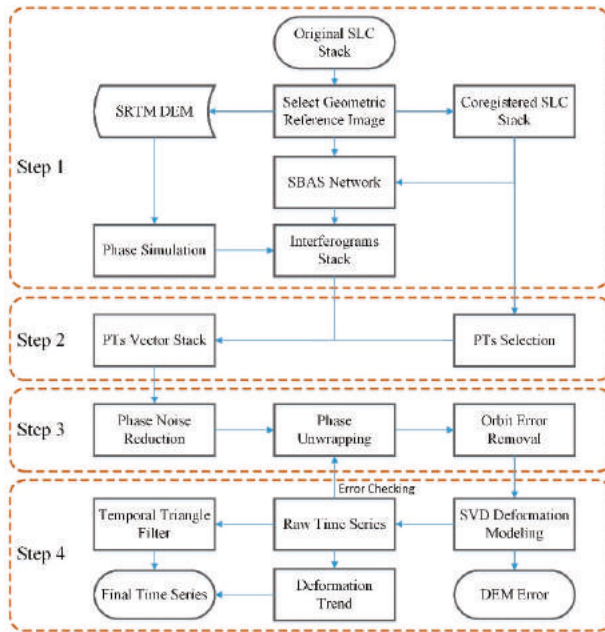 Original SLC
Stack
SRTM DEM
Select Geometric
Reference Image
Coregistered SLC
Stack
Step 1
SBAS Network
Phase Simulation
Interferograms
Stack
Step 2
PTs Vector Stack
PTs Selection
Step 3
Phase Noise
Reduction
Phase
Unwrapping
Orbit Error
Removal
Error Checking
Step 4
Temporal Triangle
Filter
Raw Time Series
SVD Deformation
Modeling
Final Time Series
Deformation
Trend
DEM Error